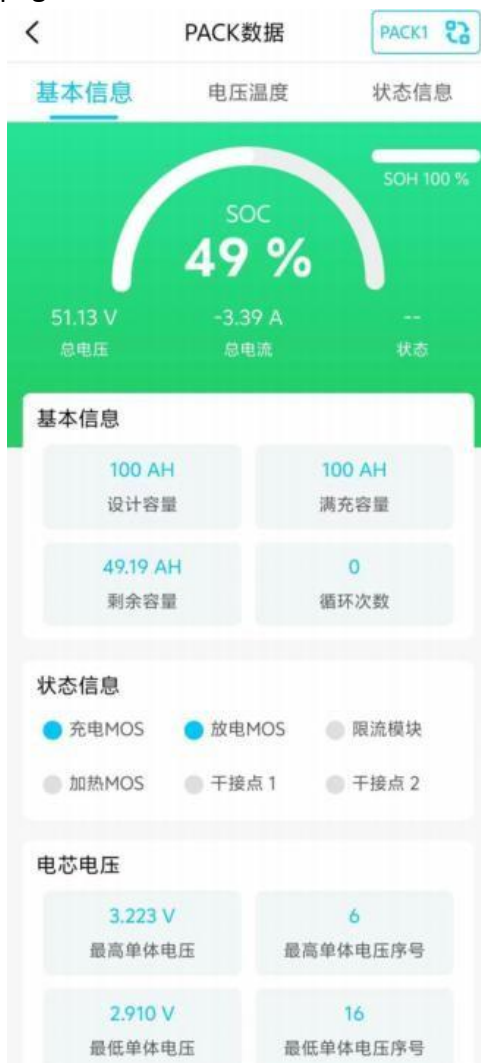 PACK数据
PACK1
基本信息 电压温度 状态信息
SOH 100 %
SOC
49 %
51.13 V -3.39 A --
总电压 总电流 状态
基本信息
100 AH 100 AH
设计容量 满充容量
49.19 AH 0
剩余容量 循环次数
状态信息
充电MOS 放电MOS 限流模块
加热MOS 干接点 1 干接点 2
电芯电压
3.223 V 6
最高单体电压 最高单体电压序号
2.910 V 16
最低单体电压 最低单体电压序号